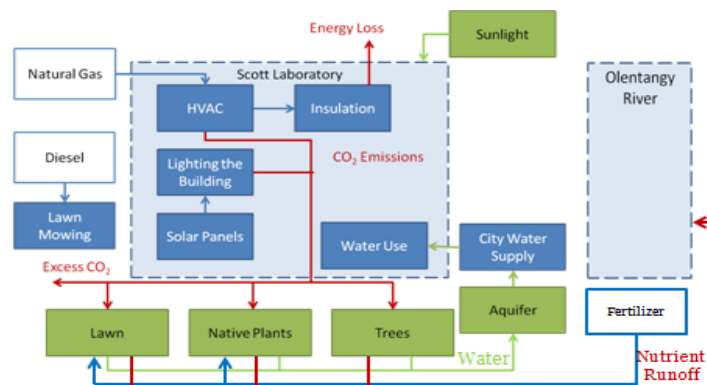 Energy Loss
Sunlight
Natural Gas
Scott Laboratory
Olentangy
River
HVAC
Insulation
Diesel
Lighting the
Building
CO₂ Emissions
Lawn
Mowing
Solar Panels
Water Use
City Water
Supply
Excess CO₂
Lawn
Native Plants
Trees
Aquifer
Fertilizer
Water
Nutrient
Runoff